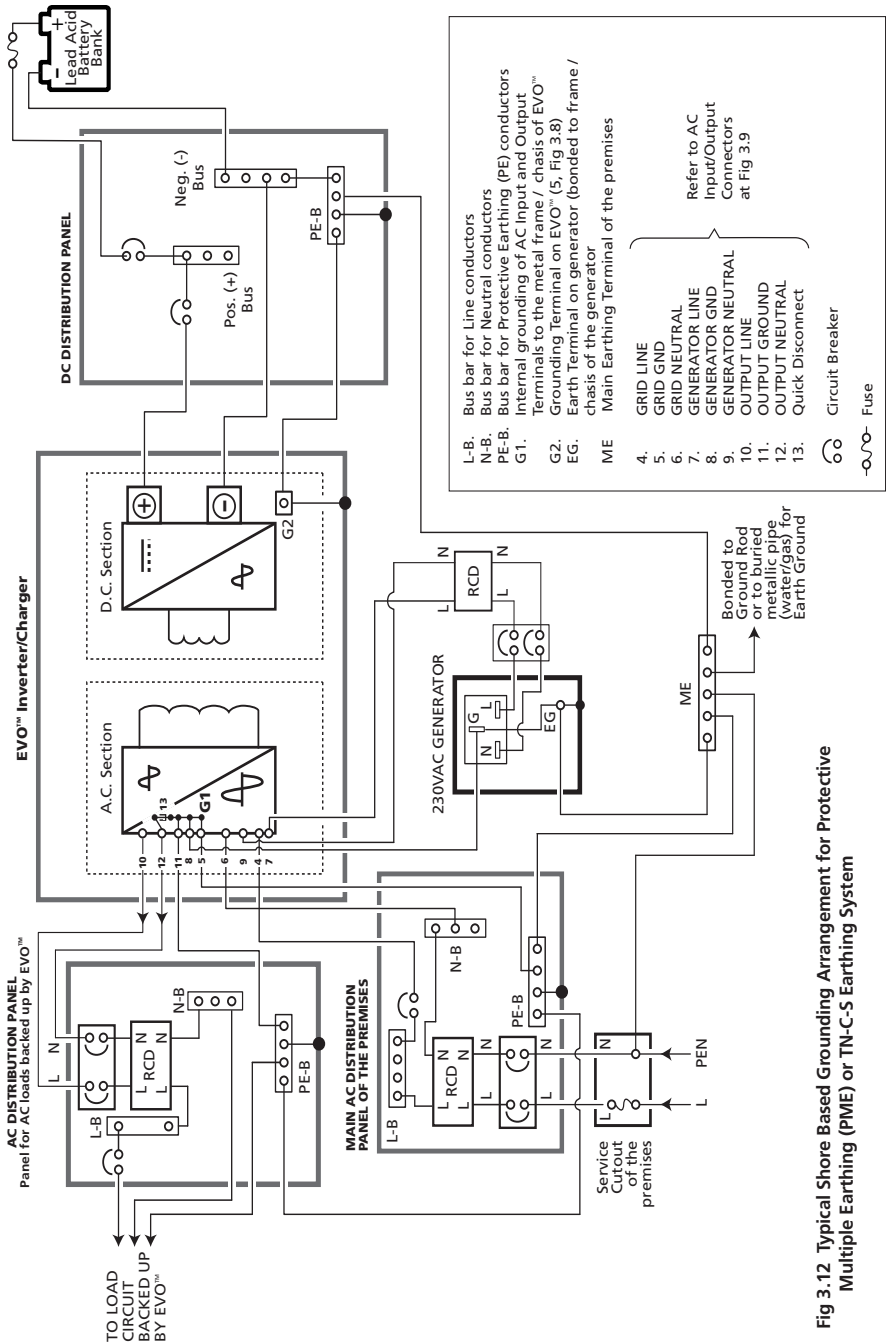 Lead Acid
Battery
Bank
+
-
DC DISTRIBUTION PANEL
Neg. (-)
Bus
Pos. (+)
Bus
PE-B
EVO™ Inverter/Charger
D.C. Section
+
-
G2
A.C. Section
13
G1
10
12
11
8
5
6
9
4
7
AC DISTRIBUTION PANEL
Panel for AC loads backed up by EVO™
L
N
L
N
RCD
L
N
N-B
L-B
PE-B
TO LOAD
CIRCUIT
BACKED UP
BY EVO™
MAIN AC DISTRIBUTION
PANEL OF THE PREMISES
L-B
N-B
L
N
RCD
L
N
L
N
L
N
PE-B
Service
Cutout
of the
premises
L
N
L
PEN
230VAC GENERATOR
G
L
N
EG
L
N
RCD
L
N
ME
Bonded to
Ground Rod
or to buried
metallic pipe
(water/gas) for
Earth Ground
L-B. Bus bar for Line conductors
N-B. Bus bar for Neutral conductors
PE-B. Bus bar for Protective Earthing (PE) conductors
G1. Internal grounding of AC Input and Output
Terminals to the metal frame / chasis of EVO™
G2. Grounding Terminal on EVO™ (5, Fig 3.8)
EG. Earth Terminal on generator (bonded to frame /
chasis of the generator
ME Main Earthing Terminal of the premises
4. GRID LINE
5. GRID GND
6. GRID NEUTRAL
7. GENERATOR LINE
8. GENERATOR GND
9. GENERATOR NEUTRAL
10. OUTPUT LINE
11. OUTPUT GROUND
12. OUTPUT NEUTRAL
13. Quick Disconnect
Refer to AC
Input/Output
Connectors
at Fig 3.9
Circuit Breaker
Fuse
Fig 3.12 Typical Shore Based Grounding Arrangement for Protective
Multiple Earthing (PME) or TN-C-S Earthing System